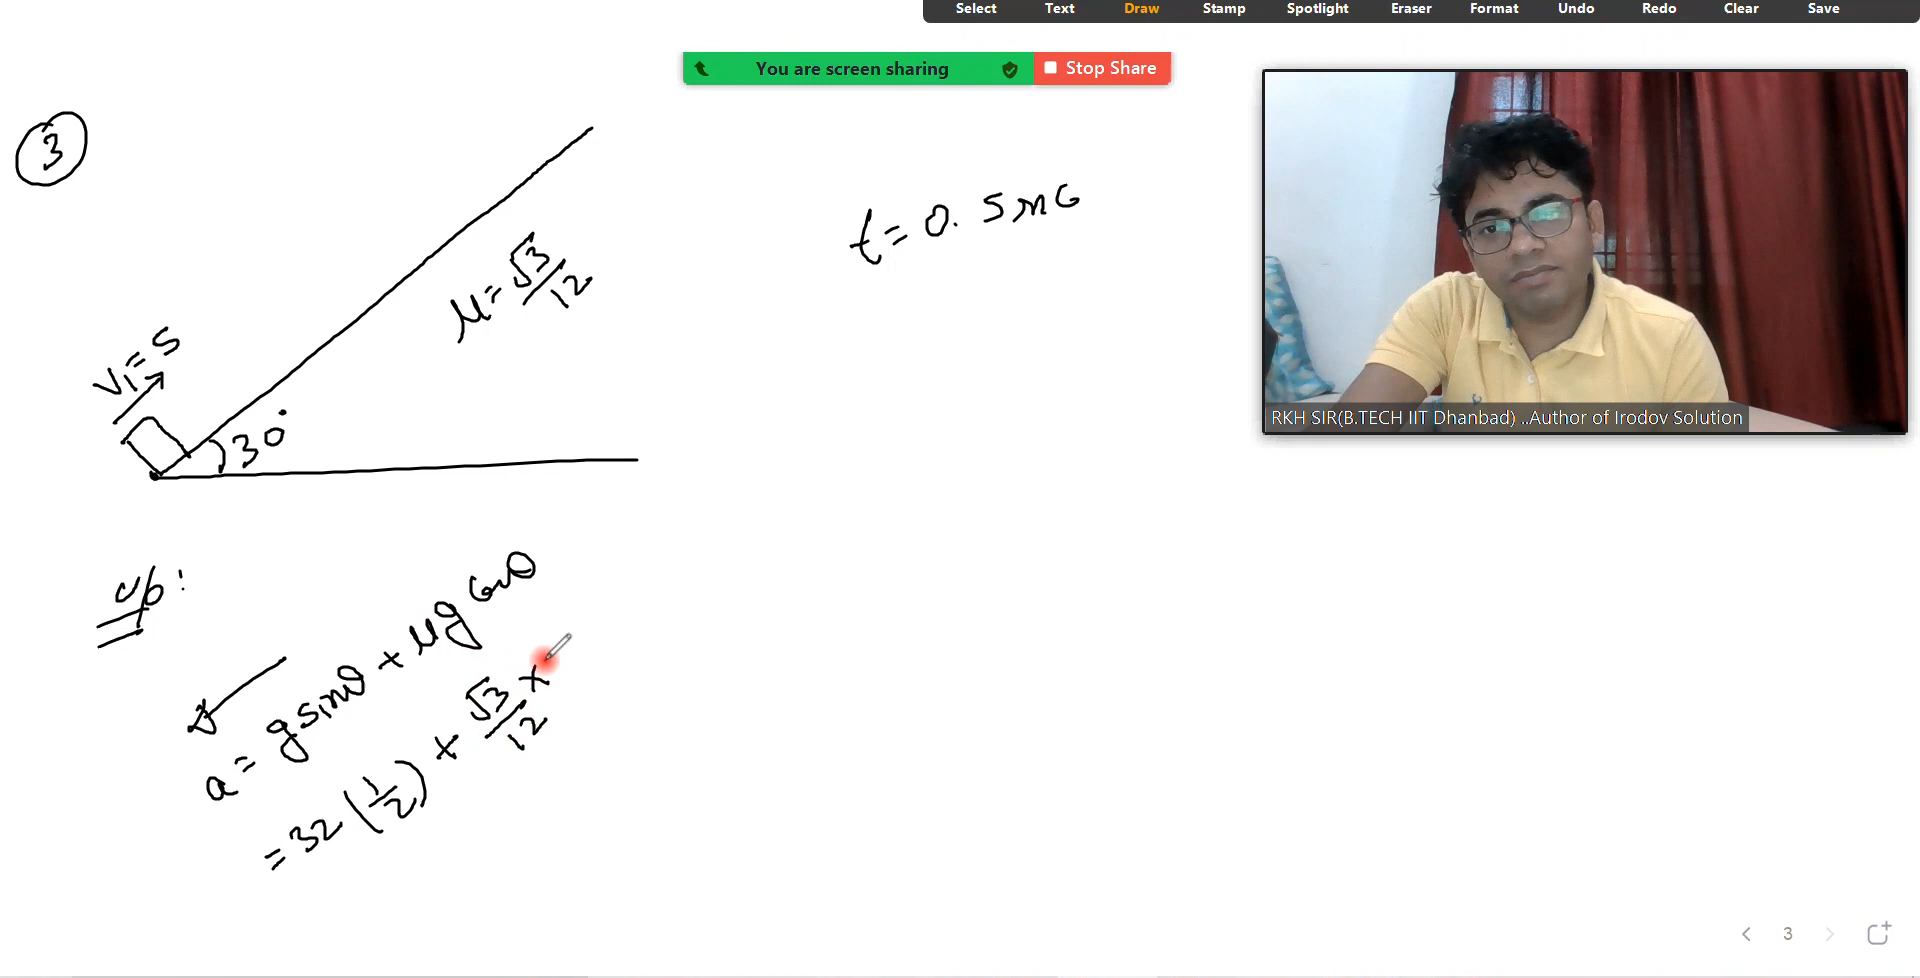 Select Text Draw Stamp Spotlight Eraser Format Undo Redo Clear Save
You are screen sharing Stop Share
3
t = 0.5
μ = √3/12
V1 = 5
30°
RKH SIR(B.TECH IIT Dhanbad) ..Author of Irodov Solution
up:
a = g sinθ + μg cosθ
= 32 (1/2) + √3/12 ×
3